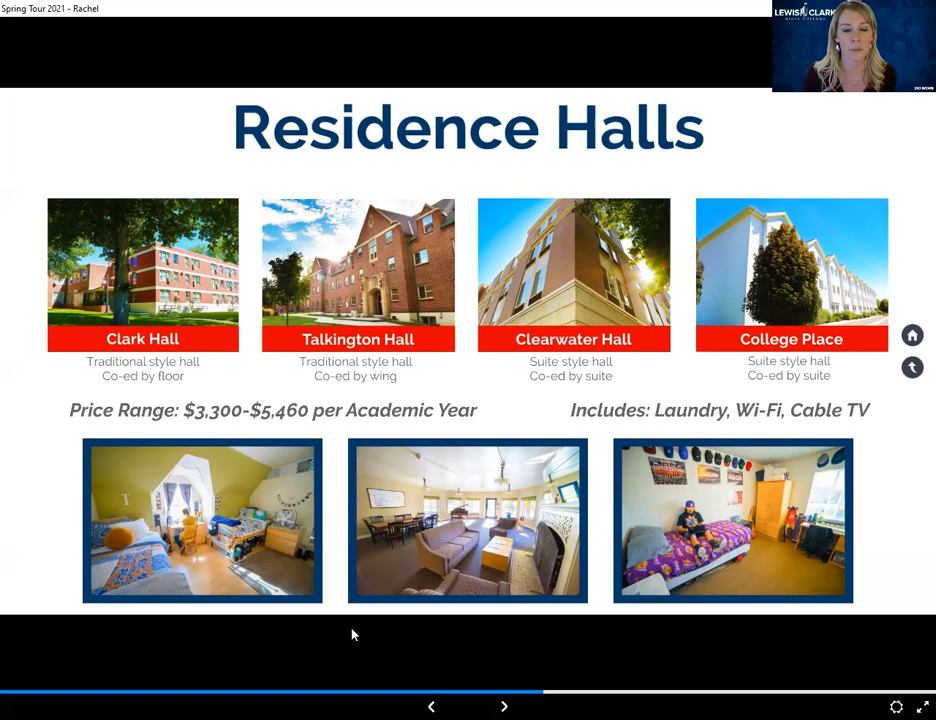 Spring Tour 2021 - Rachel
LEWIS CLARK
Residence Halls
Clark Hall
Talkington Hall
Clearwater Hall
College Place
Traditional style hall
Co-ed by floor
Traditional style hall
Co-ed by wing
Suite style hall
Co-ed by suite
Suite style hall
Co-ed by suite
Price Range: $3,300-$5,460 per Academic Year
Includes: Laundry, Wi-Fi, Cable TV